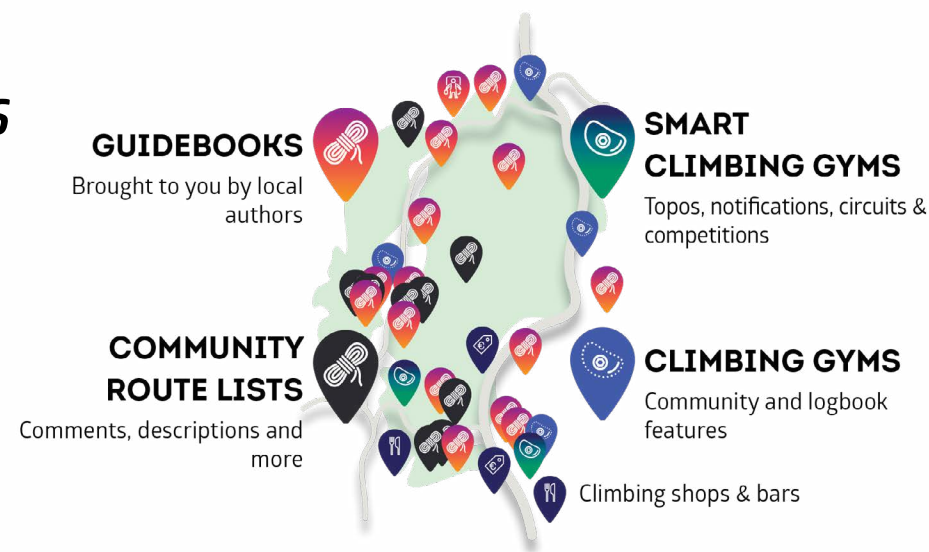 GUIDEBOOKS
Brought to you by local
authors
SMART
CLIMBING GYMS
Topos, notifications, circuits &
competitions
COMMUNITY
ROUTE LISTS
Comments, descriptions and
more
CLIMBING GYMS
Community and logbook
features
Climbing shops & bars